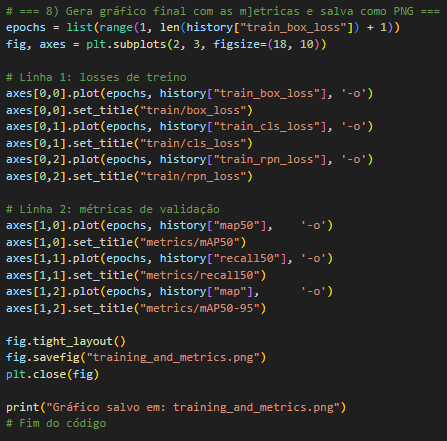 # === 8) Gera gráfico final com as m]etricas e salva como PNG ===
epochs = list(range(1, len(history["train_box_loss"]) + 1))
fig, axes = plt.subplots(2, 3, figsize=(18, 10))

# Linha 1: losses de treino
axes[0,0].plot(epochs, history["train_box_loss"], '-o')
axes[0,0].set_title("train/box_loss")
axes[0,1].plot(epochs, history["train_cls_loss"], '-o')
axes[0,1].set_title("train/cls_loss")
axes[0,2].plot(epochs, history["train_rpn_loss"], '-o')
axes[0,2].set_title("train/rpn_loss")

# Linha 2: métricas de validação
axes[1,0].plot(epochs, history["map50"],    '-o')
axes[1,0].set_title("metrics/mAP50")
axes[1,1].plot(epochs, history["recall50"], '-o')
axes[1,1].set_title("metrics/recall50")
axes[1,2].plot(epochs, history["map"],      '-o')
axes[1,2].set_title("metrics/mAP50-95")

fig.tight_layout()
fig.savefig("training_and_metrics.png")
plt.close(fig)

print("Gráfico salvo em: training_and_metrics.png")
# Fim do código